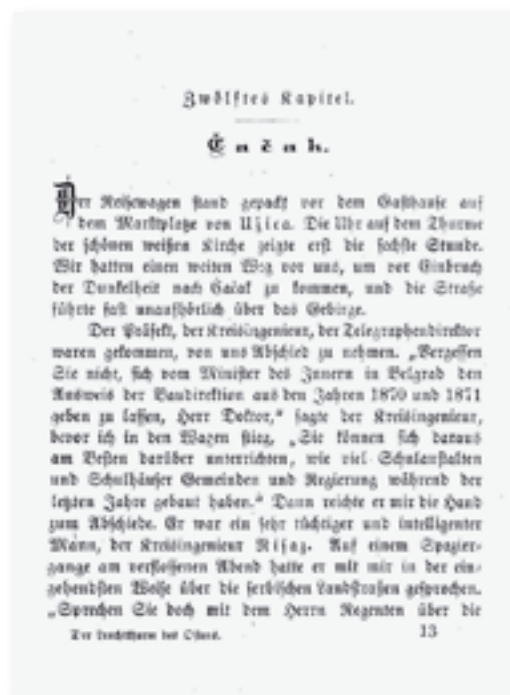 Zwölftes Kapitel.
Čačak.
Der Reisewagen stand gepackt vor dem Gasthause auf
dem Marktplatze von Užica. Die Uhr auf dem Thurme
der schönen weißen Kirche zeigte erst die sechste Stunde.
Wir hatten einen weiten Weg vor uns, um vor Einbruch
der Dunkelheit nach Čačak zu kommen, und die Straße
führte fast unaufhörlich über das Gebirge.
Der Präfekt, der Kreisingenieur, der Telegraphendirektor
waren gekommen, von uns Abschied zu nehmen. „Vergessen
Sie nicht, sich vom Minister des Innern in Belgrad den
Ausweis der Baudirektion aus den Jahren 1870 und 1871
geben zu lassen, Herr Doktor,“ sagte der Kreisingenieur,
bevor ich in den Wagen stieg. „Sie können sich daraus
am Besten darüber unterrichten, wie viel Schulanstalten
und Schulhäuser Gemeinden und Regierung während der
letzten Jahre gebaut haben.“ Dann reichte er mir die Hand
zum Abschiede. Er war ein sehr tüchtiger und intelligenter
Mann, der Kreisingenieur. Auf einem Spazier-
gange am verflossenen Abend hatte er mit mir in der ein-
gehendsten Weise über die serbischen Landstraßen gesprochen.
„Sprechen Sie doch mit dem Herrn Regenten über die
Der Leuchtthurm des Ostens. 13